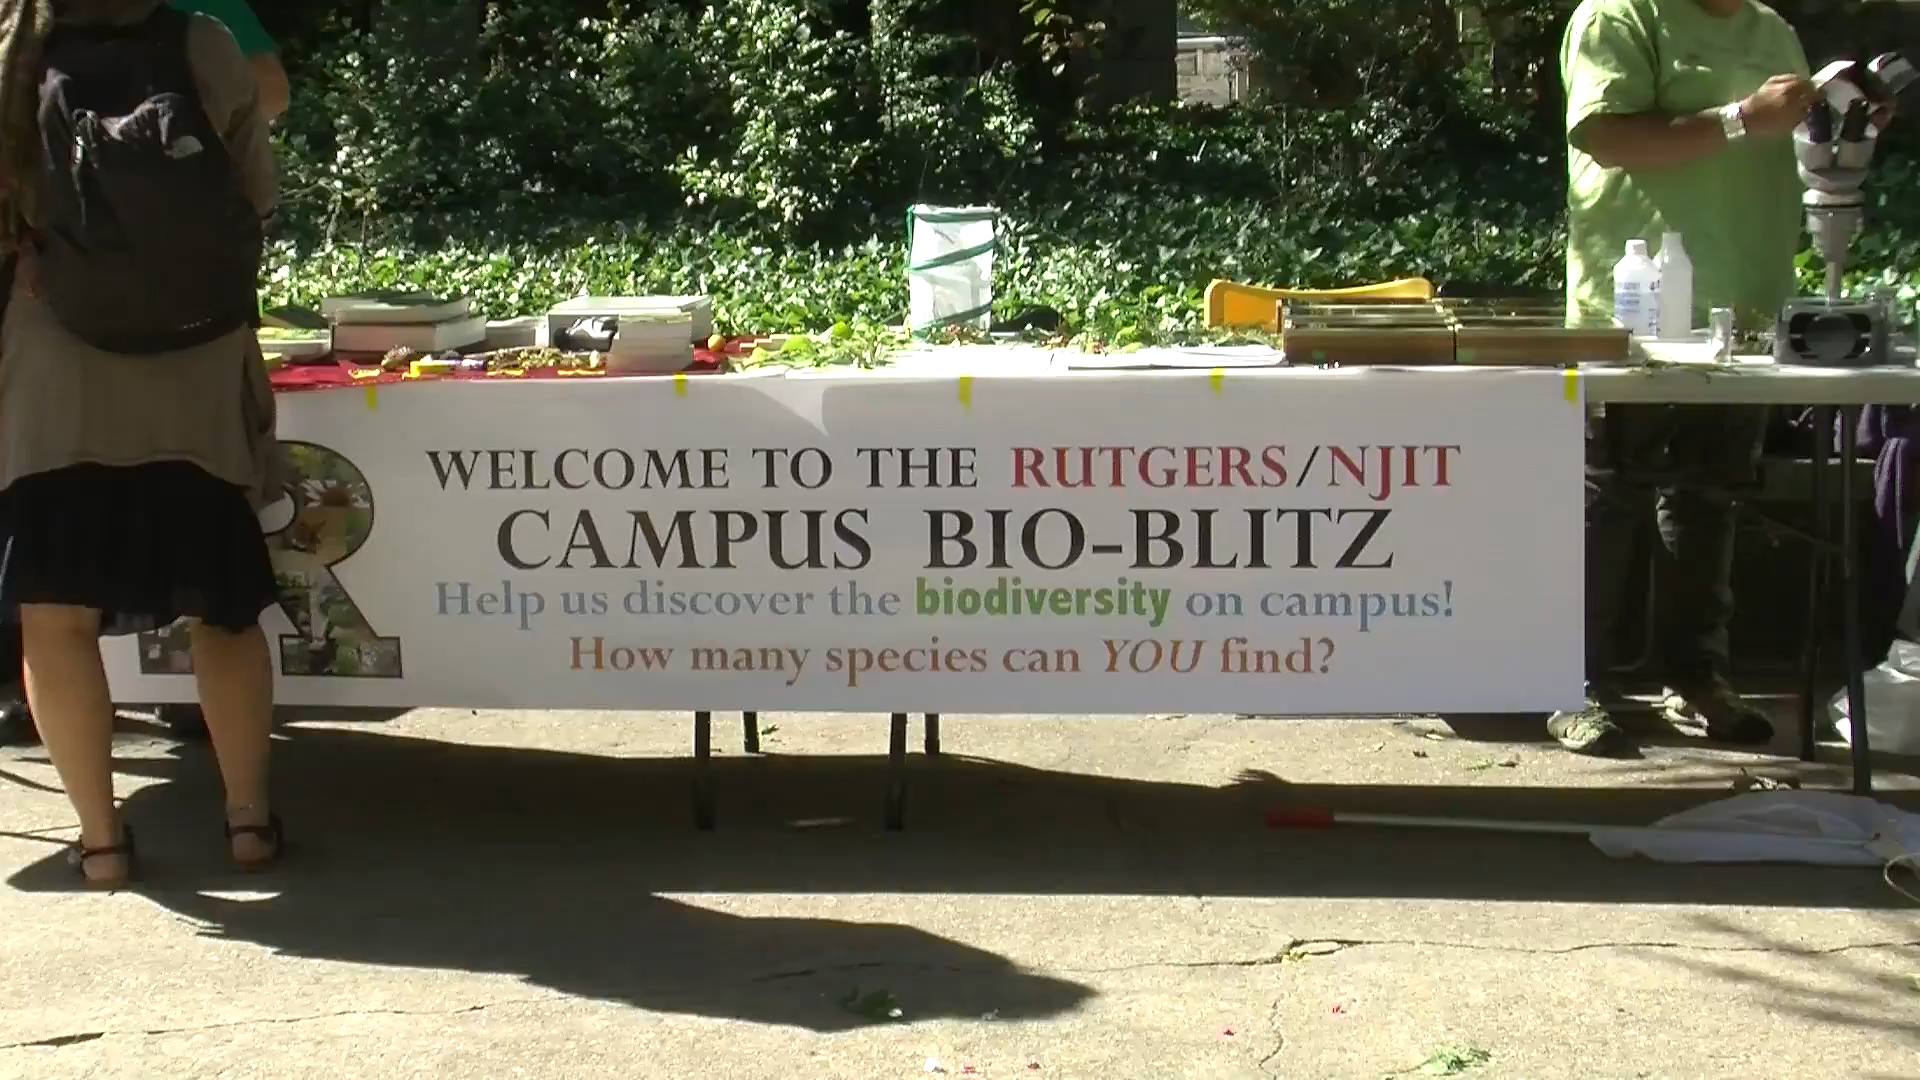 WELCOME TO THE RUTGERS/NJIT
CAMPUS BIO-BLITZ
Help us discover the biodiversity on campus!
How many species can YOU find?
R